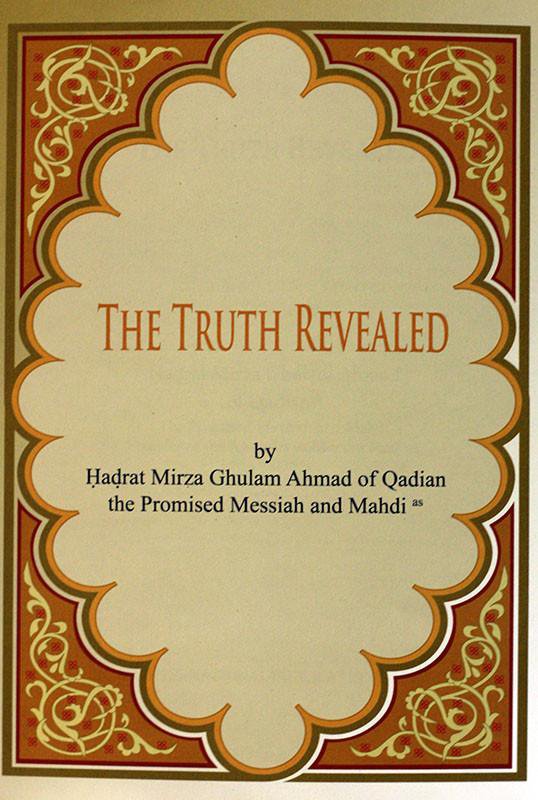 THE TRUTH REVEALED
by
Ḥaḍrat Mirza Ghulam Ahmad of Qadian
the Promised Messiah and Mahdi as